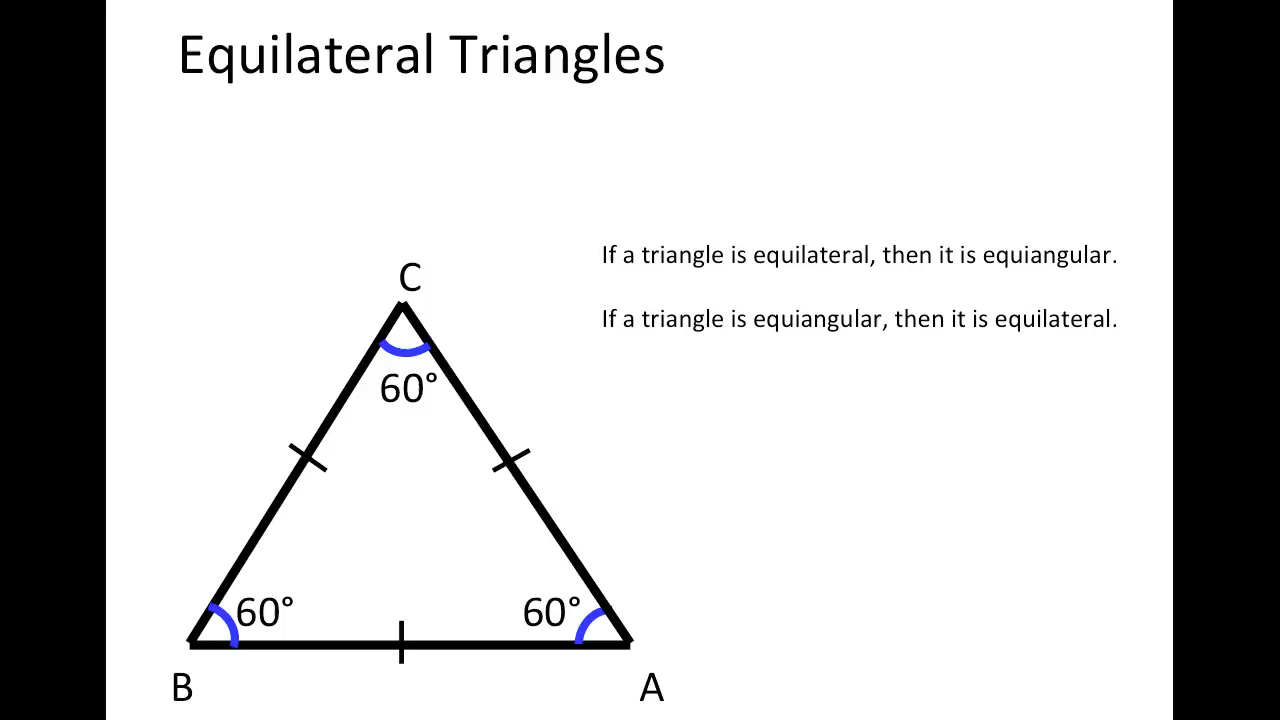 Equilateral Triangles
If a triangle is equilateral, then it is equiangular.
C
If a triangle is equiangular, then it is equilateral.
60°
60°
60°
B
A